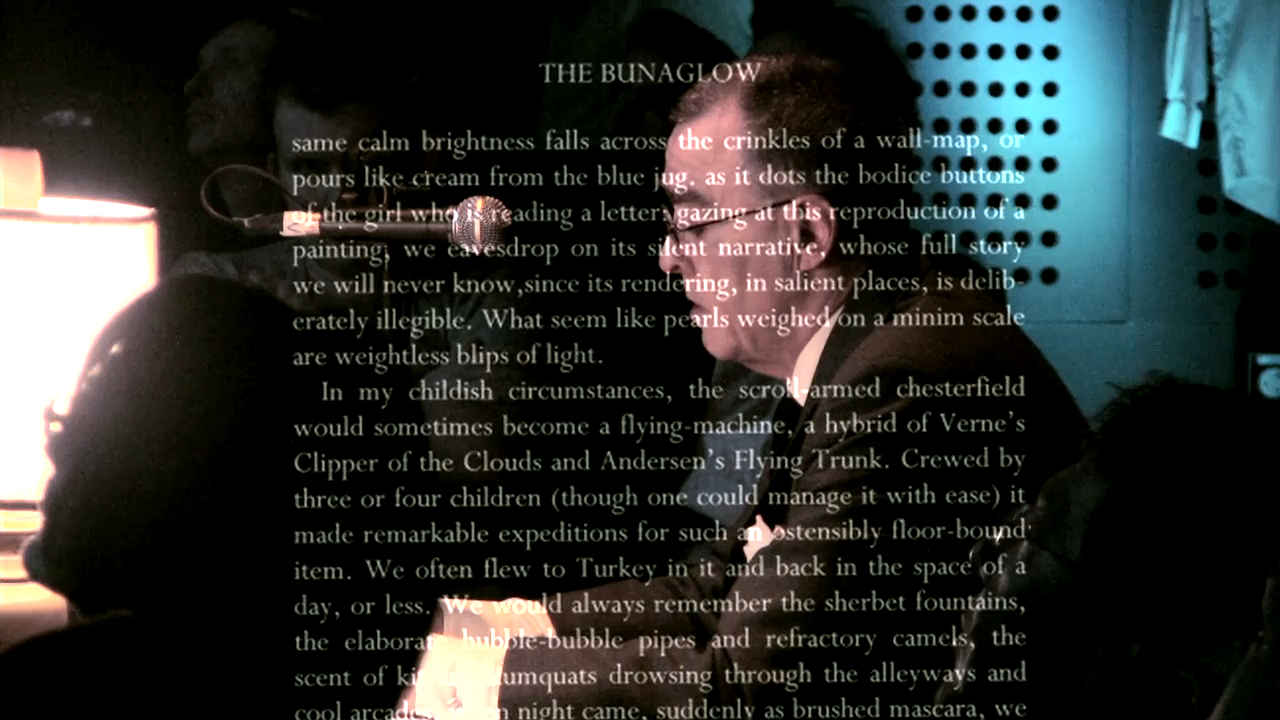 THE BUNAGLOW
same calm brightness falls across the crinkles of a wall-map, or
pours like cream from the blue jug. as it dots the bodice buttons
of the girl who is reading a letter; gazing at this reproduction of a
painting; we eavesdrop on its silent narrative, whose full story
we will never know,since its rendering, in salient places, is delib-
erately illegible. What seem like pearls weighed on a minim scale
are weightless blips of light.
In my childish circumstances, the scroll-armed chesterfield
would sometimes become a flying-machine, a hybrid of Verne's
Clipper of the Clouds and Andersen's Flying Trunk. Crewed by
three or four children (though one could manage it with ease) it
made remarkable expeditions for such an ostensibly floor-bound
item. We often flew to Turkey in it and back in the space of a
day, or less. We would always remember the sherbet fountains,
the elaborate hubble-bubble pipes and refractory camels, the
scent of kumquats drowsing through the alleyways and
cool arcades night came, suddenly as brushed mascara, we